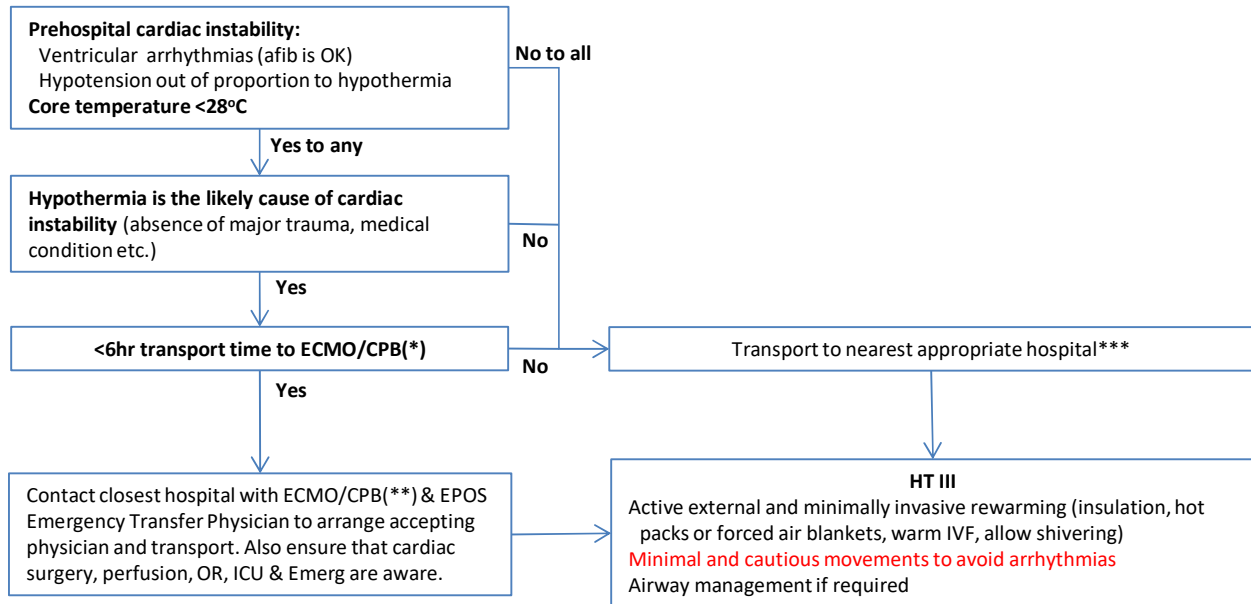 Prehospital cardiac instability:
Ventricular arrhythmias (afib is OK)
Hypotension out of proportion to hypothermia
Core temperature <28°C
No to all
Yes to any
Hypothermia is the likely cause of cardiac
instability (absence of major trauma, medical
condition etc.)
No
Yes
<6hr transport time to ECMO/CPB(*)
No
Transport to nearest appropriate hospital***
Yes
Contact closest hospital with ECMO/CPB(**) & EPOS
Emergency Transfer Physician to arrange accepting
physician and transport. Also ensure that cardiac
surgery, perfusion, OR, ICU & Emerg are aware.
HT III
Active external and minimally invasive rewarming (insulation, hot
packs or forced air blankets, warm IVF, allow shivering)
Minimal and cautious movements to avoid arrhythmias
Airway management if required